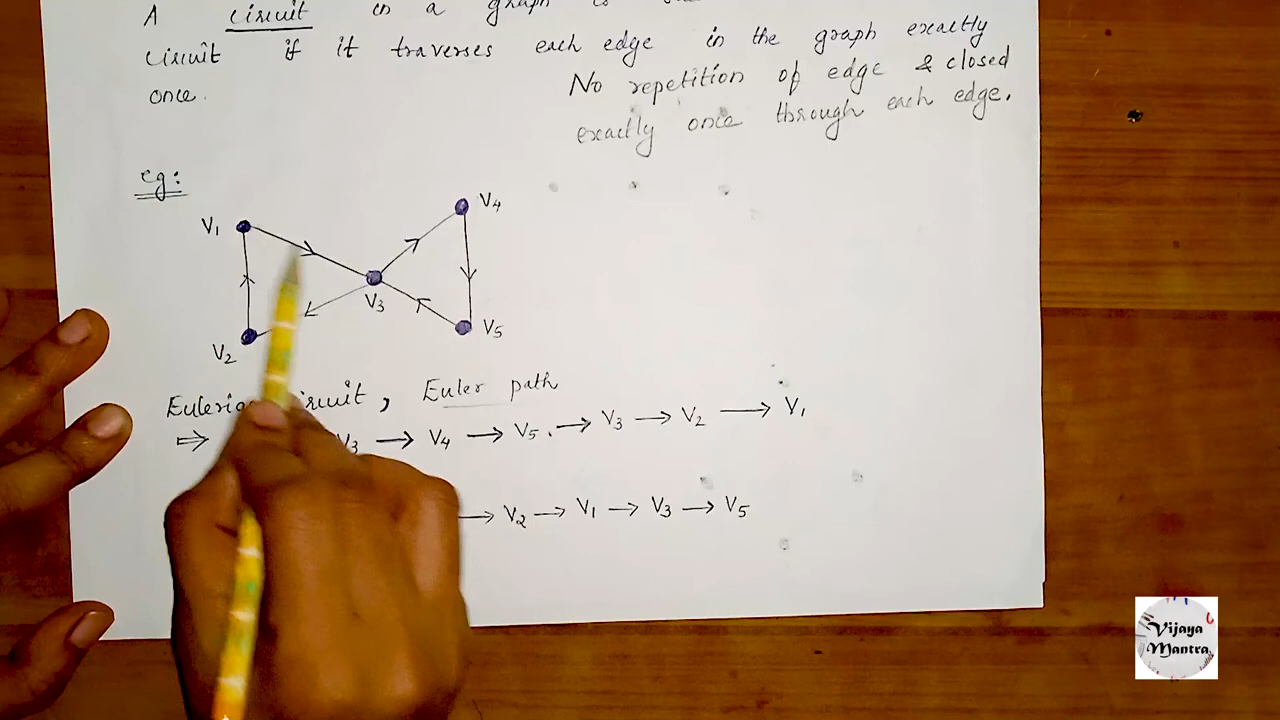 A circuit in a graph is
circuit if it traverses each edge in the graph exactly
once.
No repetition of edge & closed
exactly once through each edge.
eg:
V1
V4
V3
V2
V5
circuit, Euler path
⇒ V3 → V4 → V5 . → V3 → V2 → V1
→ V2 → V1 → V3 → V5
Vijaya
Mantra